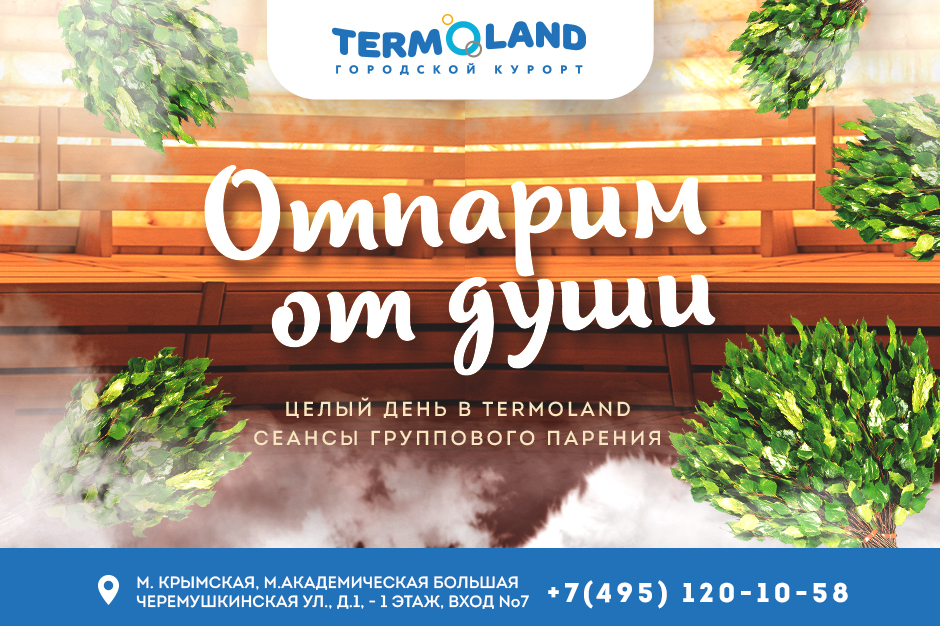 TERMOLAND
ГОРОДСКОЙ КУРОРТ
Отпарим
от души
ЦЕЛЫЙ ДЕНЬ В TERMOLAND
СЕАНСЫ ГРУППОВОГО ПАРЕНИЯ
М. КРЫМСКАЯ, М.АКАДЕМИЧЕСКАЯ БОЛЬШАЯ
ЧЕРЕМУШКИНСКАЯ УЛ., Д.1, - 1 ЭТАЖ, ВХОД №7
+7(495) 120-10-58